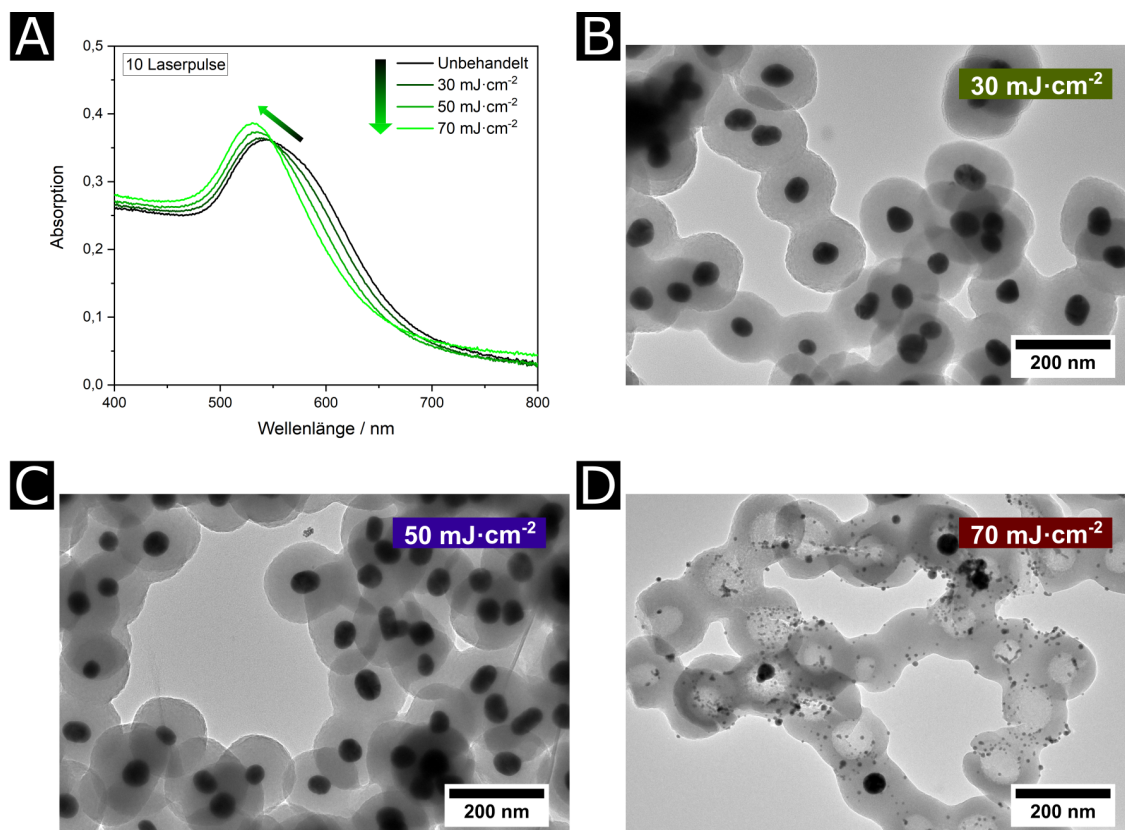 A
10 Laserpulse
Unbehandelt
30 mJ·cm⁻²
50 mJ·cm⁻²
70 mJ·cm⁻²
0,5
0,4
0,3
0,2
0,1
0,0
Absorption
400
500
600
700
800
Wellenlänge / nm
B
30 mJ·cm⁻²
200 nm
C
50 mJ·cm⁻²
200 nm
D
70 mJ·cm⁻²
200 nm